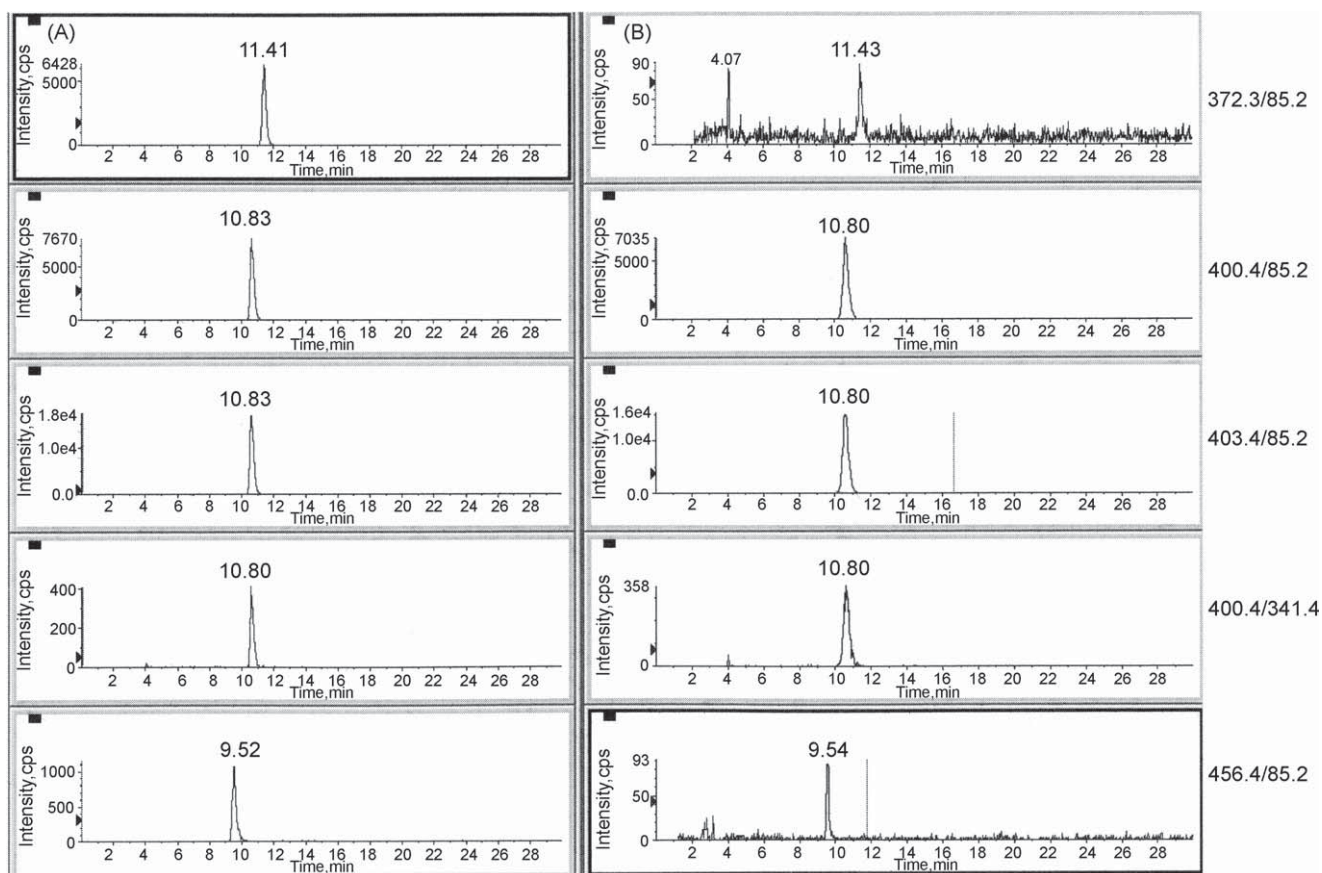 (A)
Intensity,cps
11.41
6428
5000
0
2 4 6 8 10 12 14 16 18 20 22 24 26 28
Time,min
(B)
Intensity,cps
4.07
11.43
90
50
0
2 4 6 8 10 12 14 16 18 20 22 24 26 28
Time,min
372.3/85.2
Intensity,cps
10.83
7670
5000
0
2 4 6 8 10 12 14 16 18 20 22 24 26 28
Time,min
Intensity,cps
10.80
7035
5000
0
2 4 6 8 10 12 14 16 18 20 22 24 26 28
Time,min
400.4/85.2
Intensity,cps
10.83
1.8e4
1.0e4
0.0
2 4 6 8 10 12 14 16 18 20 22 24 26 28
Time,min
Intensity,cps
10.80
1.6e4
1.0e4
0.0
2 4 6 8 10 12 14 16 18 20 22 24 26 28
Time,min
403.4/85.2
Intensity,cps
10.80
400
200
0
2 4 6 8 10 12 14 16 18 20 22 24 26 28
Time,min
Intensity,cps
10.80
358
0
2 4 6 8 10 12 14 16 18 20 22 24 26 28
Time,min
400.4/341.4
Intensity,cps
9.52
1000
500
0
2 4 6 8 10 12 14 16 18 20 22 24 26 28
Time,min
Intensity,cps
9.54
93
50
0
2 4 6 8 10 12 14 16 18 20 22 24 26 28
Time,min
456.4/85.2